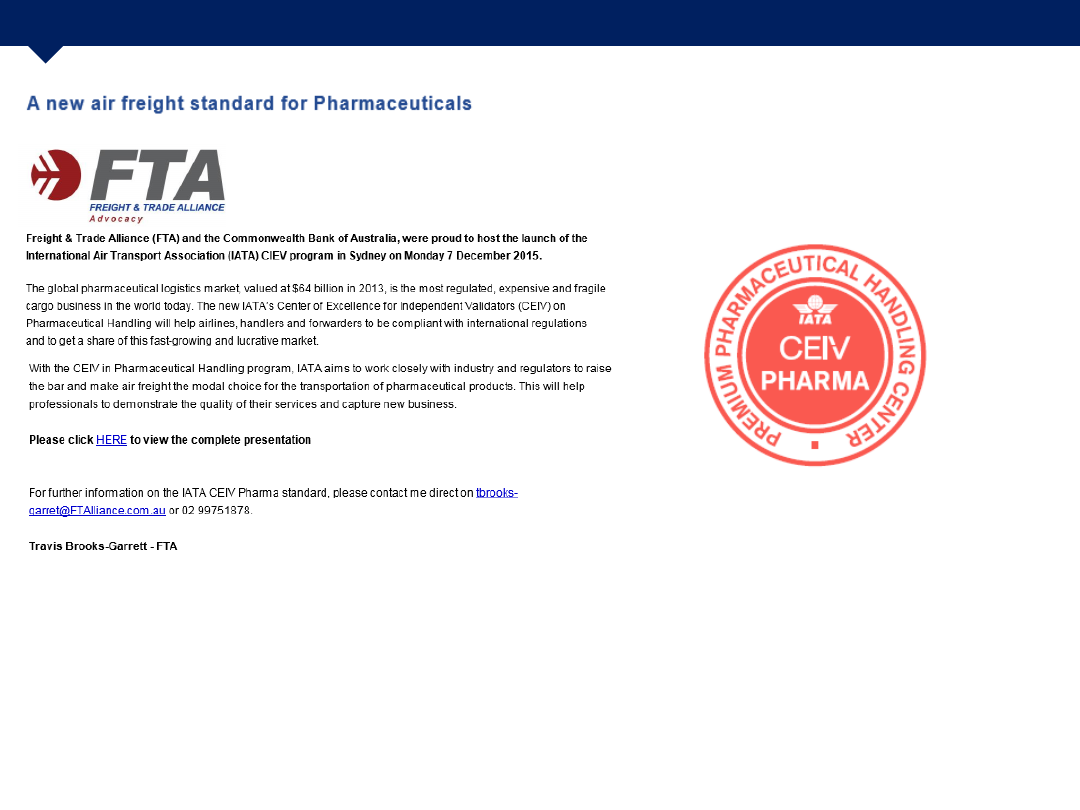 A new air freight standard for Pharmaceuticals
FTA
FREIGHT & TRADE ALLIANCE
Advocacy
Freight & Trade Alliance (FTA) and the Commonwealth Bank of Australia, were proud to host the launch of the
International Air Transport Association (IATA) CIEV program in Sydney on Monday 7 December 2015.
The global pharmaceutical logistics market, valued at $64 billion in 2013, is the most regulated, expensive and fragile
cargo business in the world today. The new IATA's Center of Excellence for Independent Validators (CEIV) on
Pharmaceutical Handling will help airlines, handlers and forwarders to be compliant with international regulations
and to get a share of this fast-growing and lucrative market.
With the CEIV in Pharmaceutical Handling program, IATA aims to work closely with industry and regulators to raise
the bar and make air freight the modal choice for the transportation of pharmaceutical products. This will help
professionals to demonstrate the quality of their services and capture new business.
Please click HERE to view the complete presentation
For further information on the IATA CEIV Pharma standard, please contact me direct on tbrooks-
garret@FTAlliance.com.au or 02 99751878.
Travis Brooks-Garrett - FTA
PREMIUM PHARMACEUTICAL HANDLING CENTER
IATA
CEIV
PHARMA